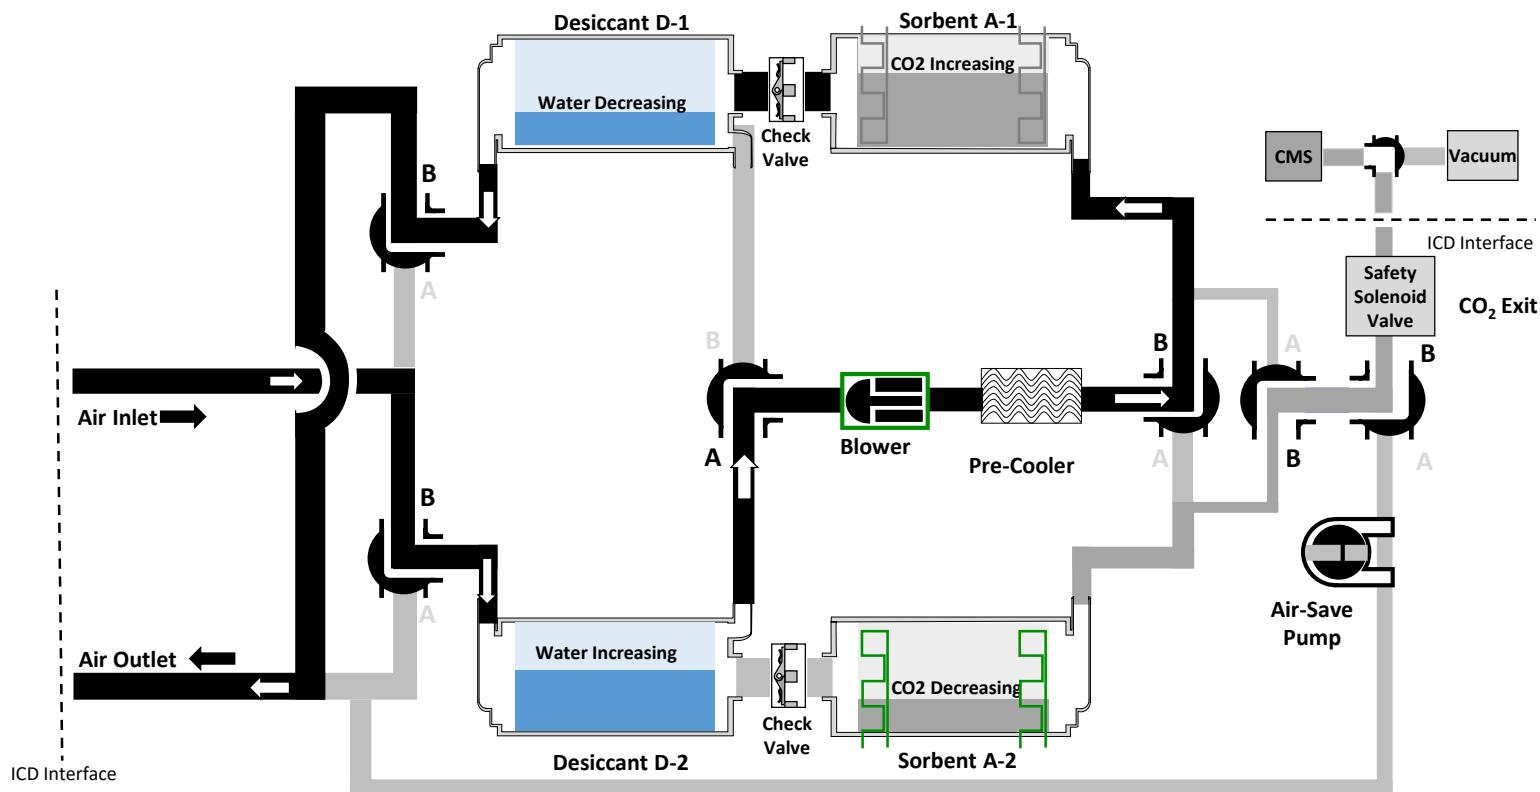 Desiccant D-1
Sorbent A-1
Water Decreasing
CO2 Increasing
Check
Valve
CMS
Vacuum
B
A
ICD Interface
Safety
Solenoid
Valve
CO₂ Exit
B
B
A
B
Air Inlet
A
Blower
Pre-Cooler
A
B
A
B
A
Air-Save
Pump
Air Outlet
Water Increasing
CO2 Decreasing
Check
Valve
Desiccant D-2
Sorbent A-2
ICD Interface